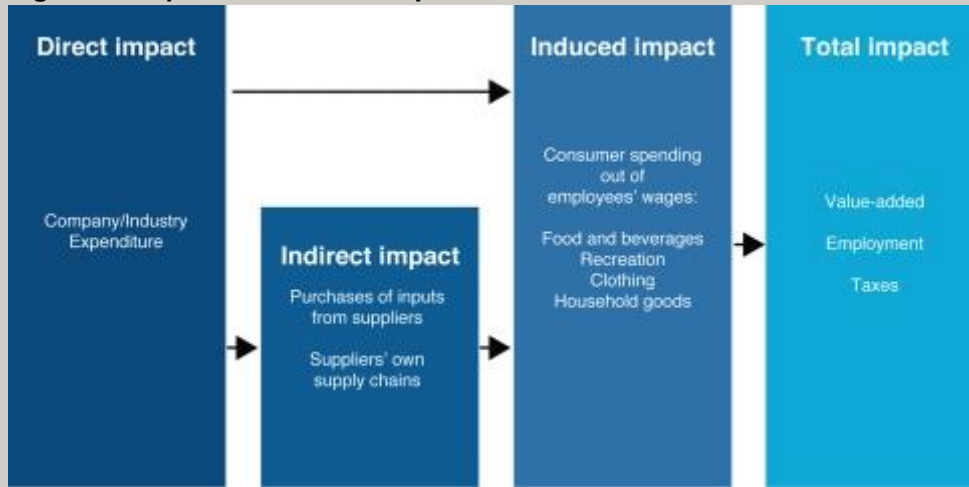 Direct impact
Company/Industry
Expenditure
Indirect impact
Purchases of inputs
from suppliers
Suppliers' own
supply chains
Induced impact
Consumer spending
out of
employees' wages:
Food and beverages
Recreation
Clothing
Household goods
Total impact
Value-added
Employment
Taxes